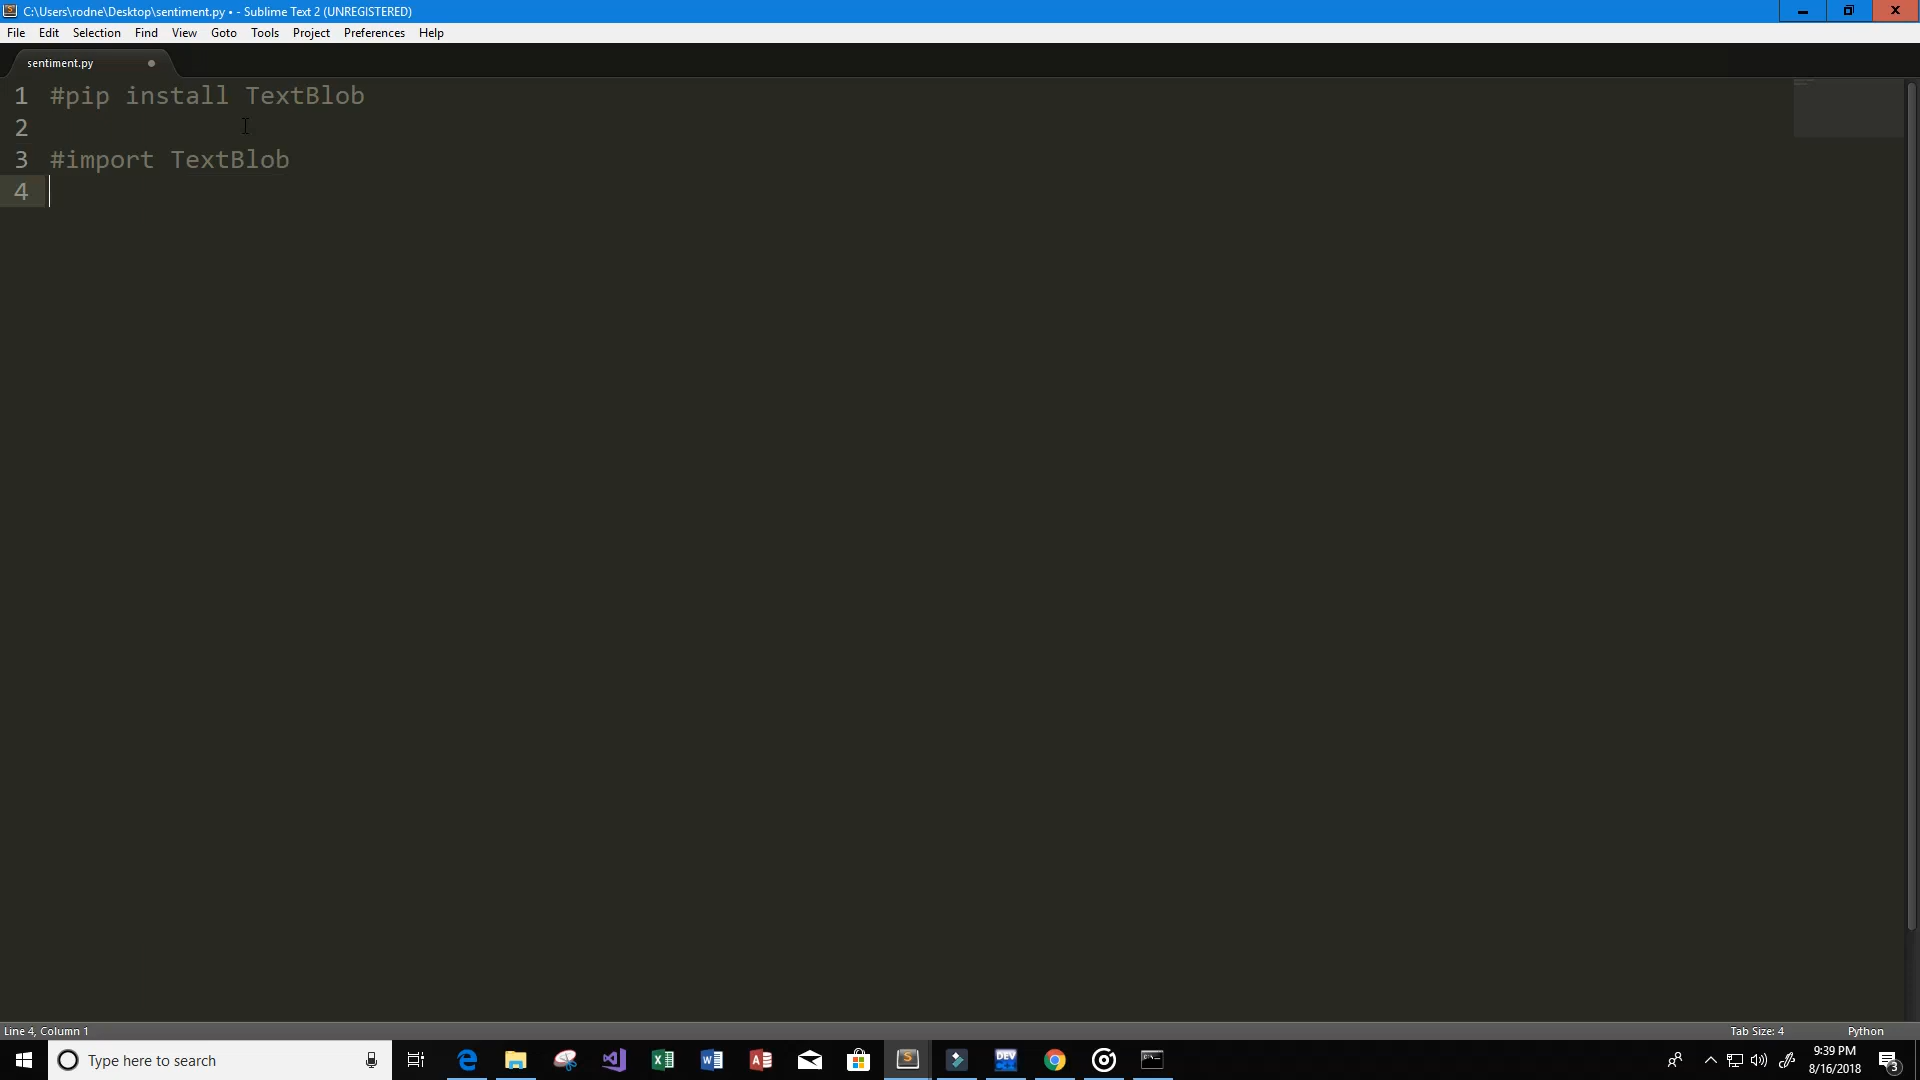 C:\Users\rodne\Desktop\sentiment.py • - Sublime Text 2 (UNREGISTERED)
File Edit Selection Find View Goto Tools Project Preferences Help
sentiment.py
1 #pip install TextBlob
2
3 #import TextBlob
4
Line 4, Column 1
Tab Size: 4
Python
Type here to search
DEV
9:39 PM
8/16/2018
3